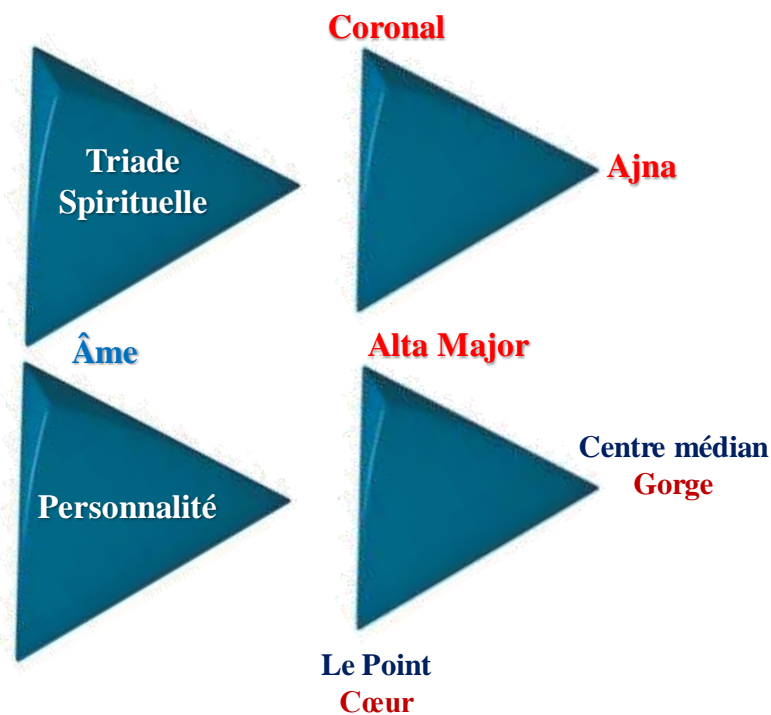 Coronal
Triade
Spirituelle
Ajna
Âme
Alta Major
Centre médian
Gorge
Personnalité
Le Point
Cœur